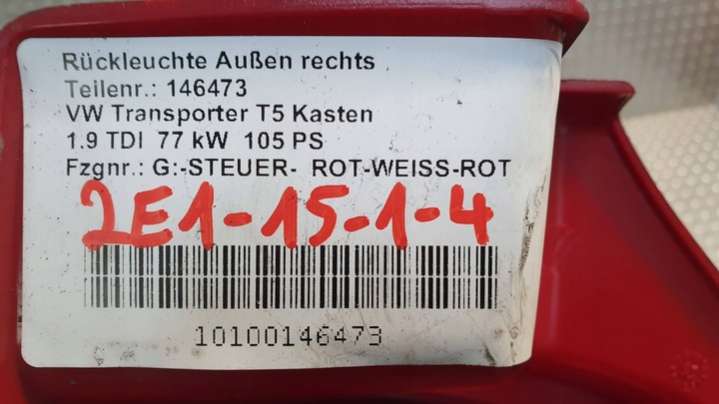 Rückleuchte Außen rechts
Teilenr.: 146473
VW Transporter T5 Kasten
1.9 TDI 77 kW 105 PS
Fzgnr.: G:-STEUER- ROT-WEISS-ROT
2E1-15-1-4
10100146473